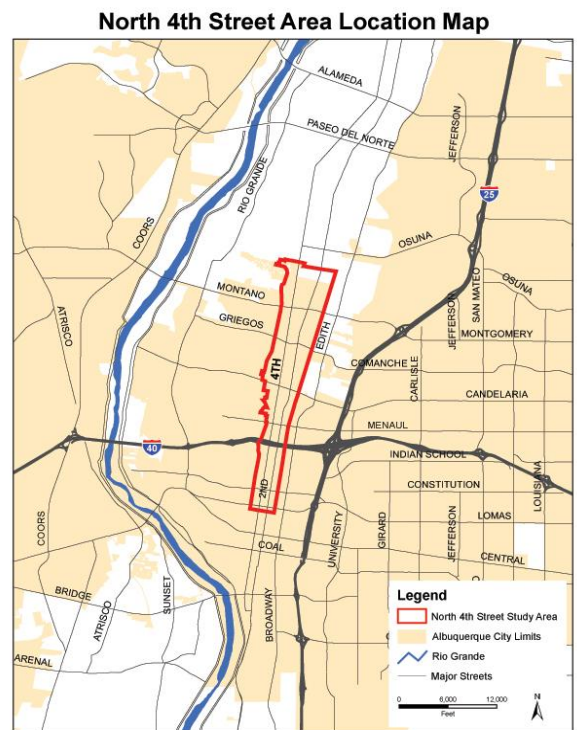 North 4th Street Area Location Map
ALAMEDA
PASEO DEL NORTE
JEFFERSON
RIO GRANDE
25
COORS
OSUNA
OSUNA
SAN MATEO
MONTANO
EDITH
JEFFERSON
ATRISCO
GRIEGOS
MONTGOMERY
4TH
COMANCHE
CARLISLE
CANDELARIA
MENAUL
40
INDIAN SCHOOL
2ND
CONSTITUTION
LOUISIANA
COORS
UNIVERSITY
GIRARD
JEFFERSON
LOMAS
COAL
CENTRAL
BRIDGE
ATRISCO
SUNSET
BROADWAY
ARENAL
Legend
North 4th Street Study Area
Albuquerque City Limits
Rio Grande
Major Streets
0 6,000 12,000
Feet
N